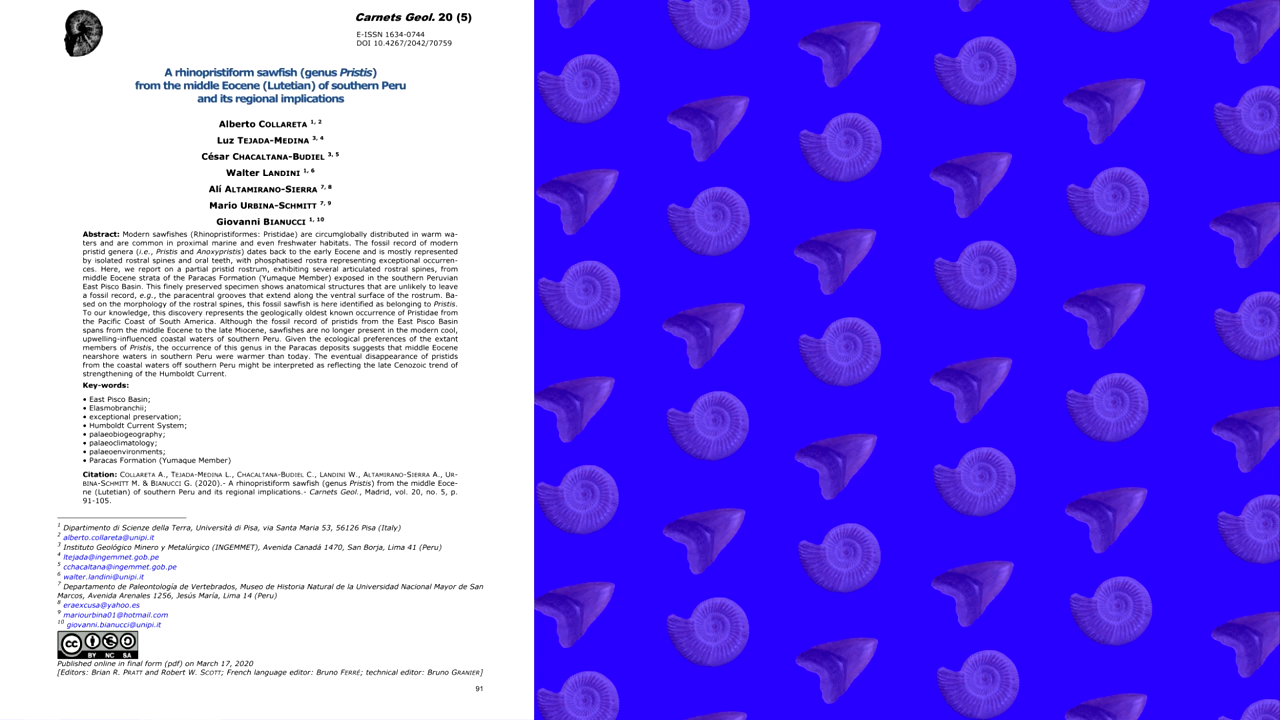 Carnets Geol. 20 (5)
E-ISSN 1634-0744
DOI 10.4267/2042/70759
A rhinopristiform sawfish (genus Pristis)
from the middle Eocene (Lutetian) of southern Peru
and its regional implications
Alberto COLLARETA 1, 2
Luz TEJADA-MEDINA 3, 4
César CHACALTANA-BUDIEL 3, 5
Walter LANDINI 1, 6
Alí ALTAMIRANO-SIERRA 7, 8
Mario URBINA-SCHMITT 7, 9
Giovanni BIANUCCI 1, 10
Abstract: Modern sawfishes (Rhinopristiformes: Pristidae) are circumglobally distributed in warm wa-
ters and are common in proximal marine and even freshwater habitats. The fossil record of modern
pristid genera (i.e., Pristis and Anoxypristis) dates back to the early Eocene and is mostly represented
by isolated rostral spines and oral teeth, with phosphatised rostra representing exceptional occurren-
ces. Here, we report on a partial pristid rostrum, exhibiting several articulated rostral spines, from
middle Eocene strata of the Paracas Formation (Yumaque Member) exposed in the southern Peruvian
East Pisco Basin. This finely preserved specimen shows anatomical structures that are unlikely to leave
a fossil record, e.g., the paracentral grooves that extend along the ventral surface of the rostrum. Ba-
sed on the morphology of the rostral spines, this fossil sawfish is here identified as belonging to Pristis.
To our knowledge, this discovery represents the geologically oldest known occurrence of Pristidae from
the Pacific Coast of South America. Although the fossil record of pristids from the East Pisco Basin
spans from the middle Eocene to the late Miocene, sawfishes are no longer present in the modern cool,
upwelling-influenced coastal waters of southern Peru. Given the ecological preferences of the extant
members of Pristis, the occurrence of this genus in the Paracas deposits suggests that middle Eocene
nearshore waters in southern Peru were warmer than today. The eventual disappearance of pristids
from the coastal waters off southern Peru might be interpreted as reflecting the late Cenozoic trend of
strengthening of the Humboldt Current.
Key-words:
• East Pisco Basin;
• Elasmobranchii;
• exceptional preservation;
• Humboldt Current System;
• palaeobiogeography;
• palaeoclimatology;
• palaeoenvironments;
• Paracas Formation (Yumaque Member)
Citation: COLLARETA A., TEJADA-MEDINA L., CHACALTANA-BUDIEL C., LANDINI W., ALTAMIRANO-SIERRA A., UR-
BINA-SCHMITT M. & BIANUCCI G. (2020).- A rhinopristiform sawfish (genus Pristis) from the middle Eoce-
ne (Lutetian) of southern Peru and its regional implications.- Carnets Geol., Madrid, vol. 20, no. 5, p.
91-105.
1 Dipartimento di Scienze della Terra, Università di Pisa, via Santa Maria 53, 56126 Pisa (Italy)
2 alberto.collareta@unipi.it
3 Instituto Geológico Minero y Metalúrgico (INGEMMET), Avenida Canadá 1470, San Borja, Lima 41 (Peru)
4 ltejada@ingemmet.gob.pe
5 cchacaltana@ingemmet.gob.pe
6 walter.landini@unipi.it
7 Departamento de Paleontología de Vertebrados, Museo de Historia Natural de la Universidad Nacional Mayor de San
Marcos, Avenida Arenales 1256, Jesús María, Lima 14 (Peru)
8 eraexcusa@yahoo.es
9 mariourbina01@hotmail.com
10 giovanni.bianucci@unipi.it
CC BY NC SA
Published online in final form (pdf) on March 17, 2020
[Editors: Brian R. PRATT and Robert W. SCOTT; French language editor: Bruno FERRÉ; technical editor: Bruno GRANIER]
91